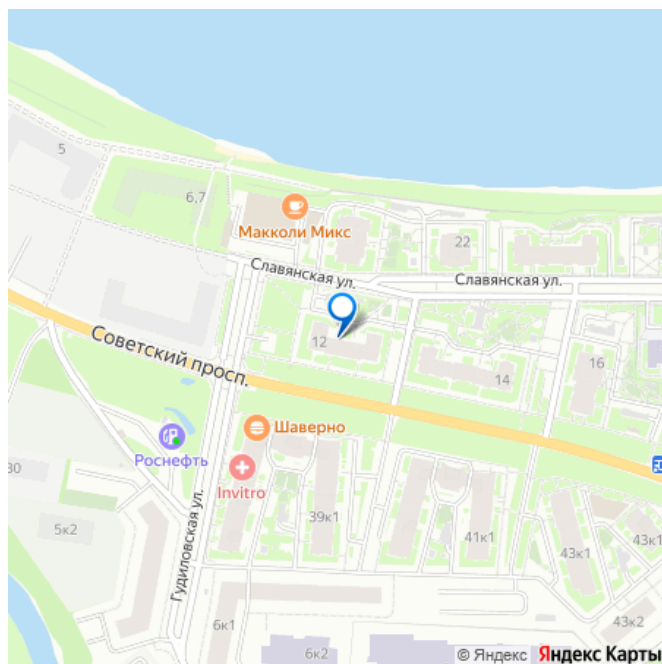 5
6.7
Макколи Микс
22
Славянская ул.
Славянская ул.
12
Советский просп.
14
16
Шаверно
Роснефть
Invitro
30
5к2
Гудиловская ул.
39к1
41к1
43к1
43к1
43к2
6к1
6к2
© Яндекс Яндекс Карты